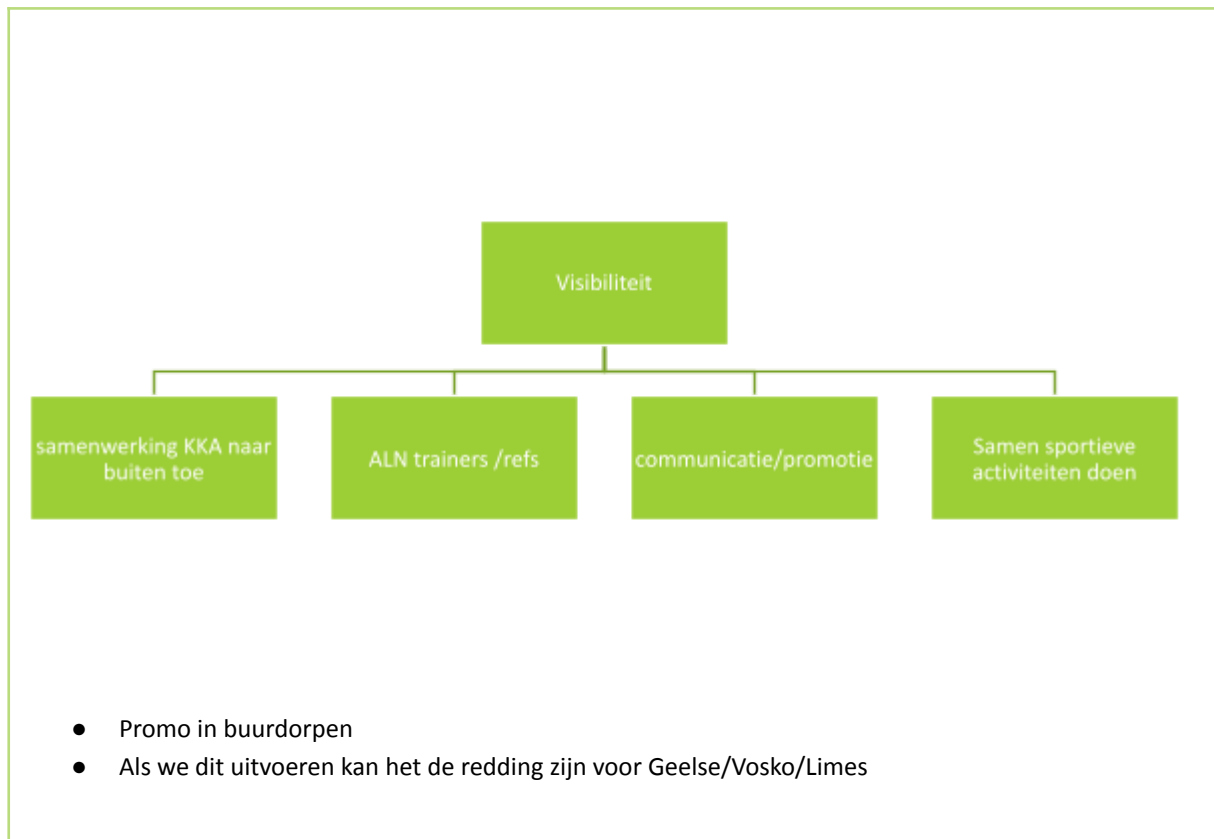 Visibiliteit
samenwerking KKA naar
buiten toe
ALN trainers /refs
communicatie/promotie
Samen sportieve
activiteiten doen
● Promo in buurdorpen
● Als we dit uitvoeren kan het de redding zijn voor Geelse/Vosko/Limes